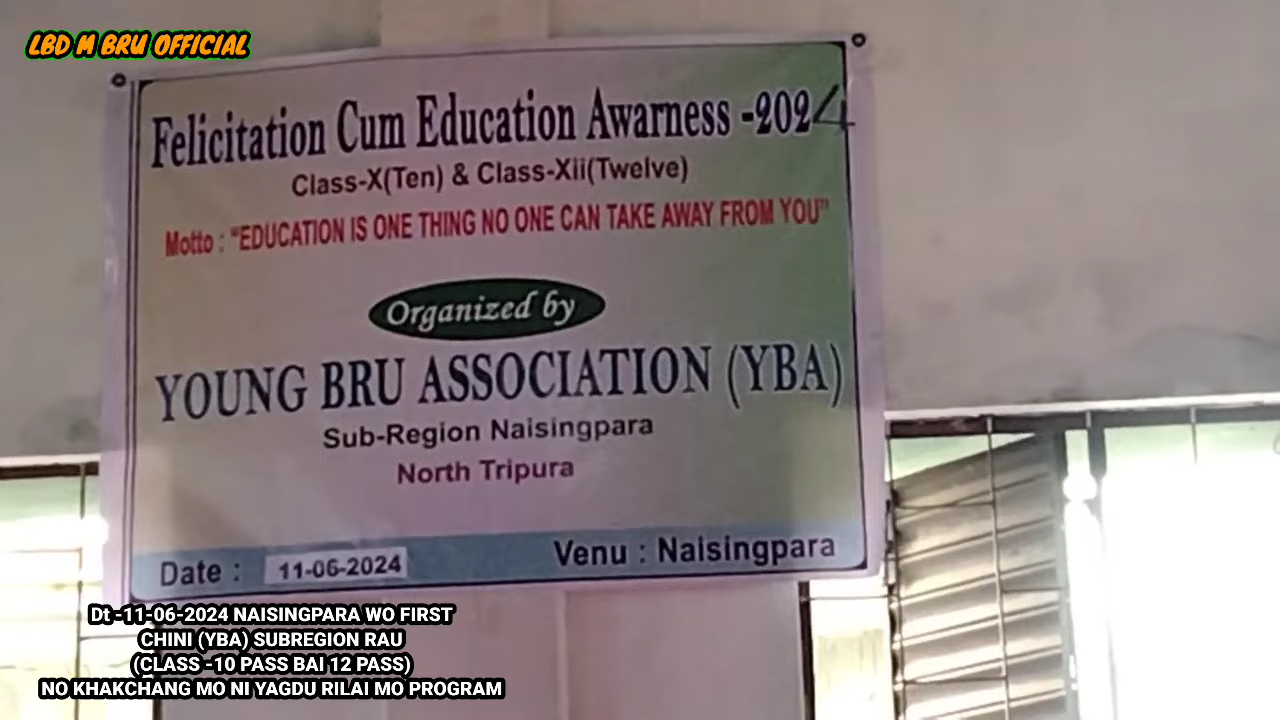 LBD M BRU OFFICIAL
Felicitation Cum Education Awarness -2024
Class-X(Ten) & Class-Xii(Twelve)
Motto : "EDUCATION IS ONE THING NO ONE CAN TAKE AWAY FROM YOU"
Organized by
YOUNG BRU ASSOCIATION (YBA)
Sub-Region Naisingpara
North Tripura
Date : 11-06-2024 Venu : Naisingpara
Dt -11-06-2024 NAISINGPARA WO FIRST
CHINI (YBA) SUBREGION RAU
(CLASS -10 PASS BAI 12 PASS)
NO KHAKCHANG MO NI YAGDU RILAI MO PROGRAM